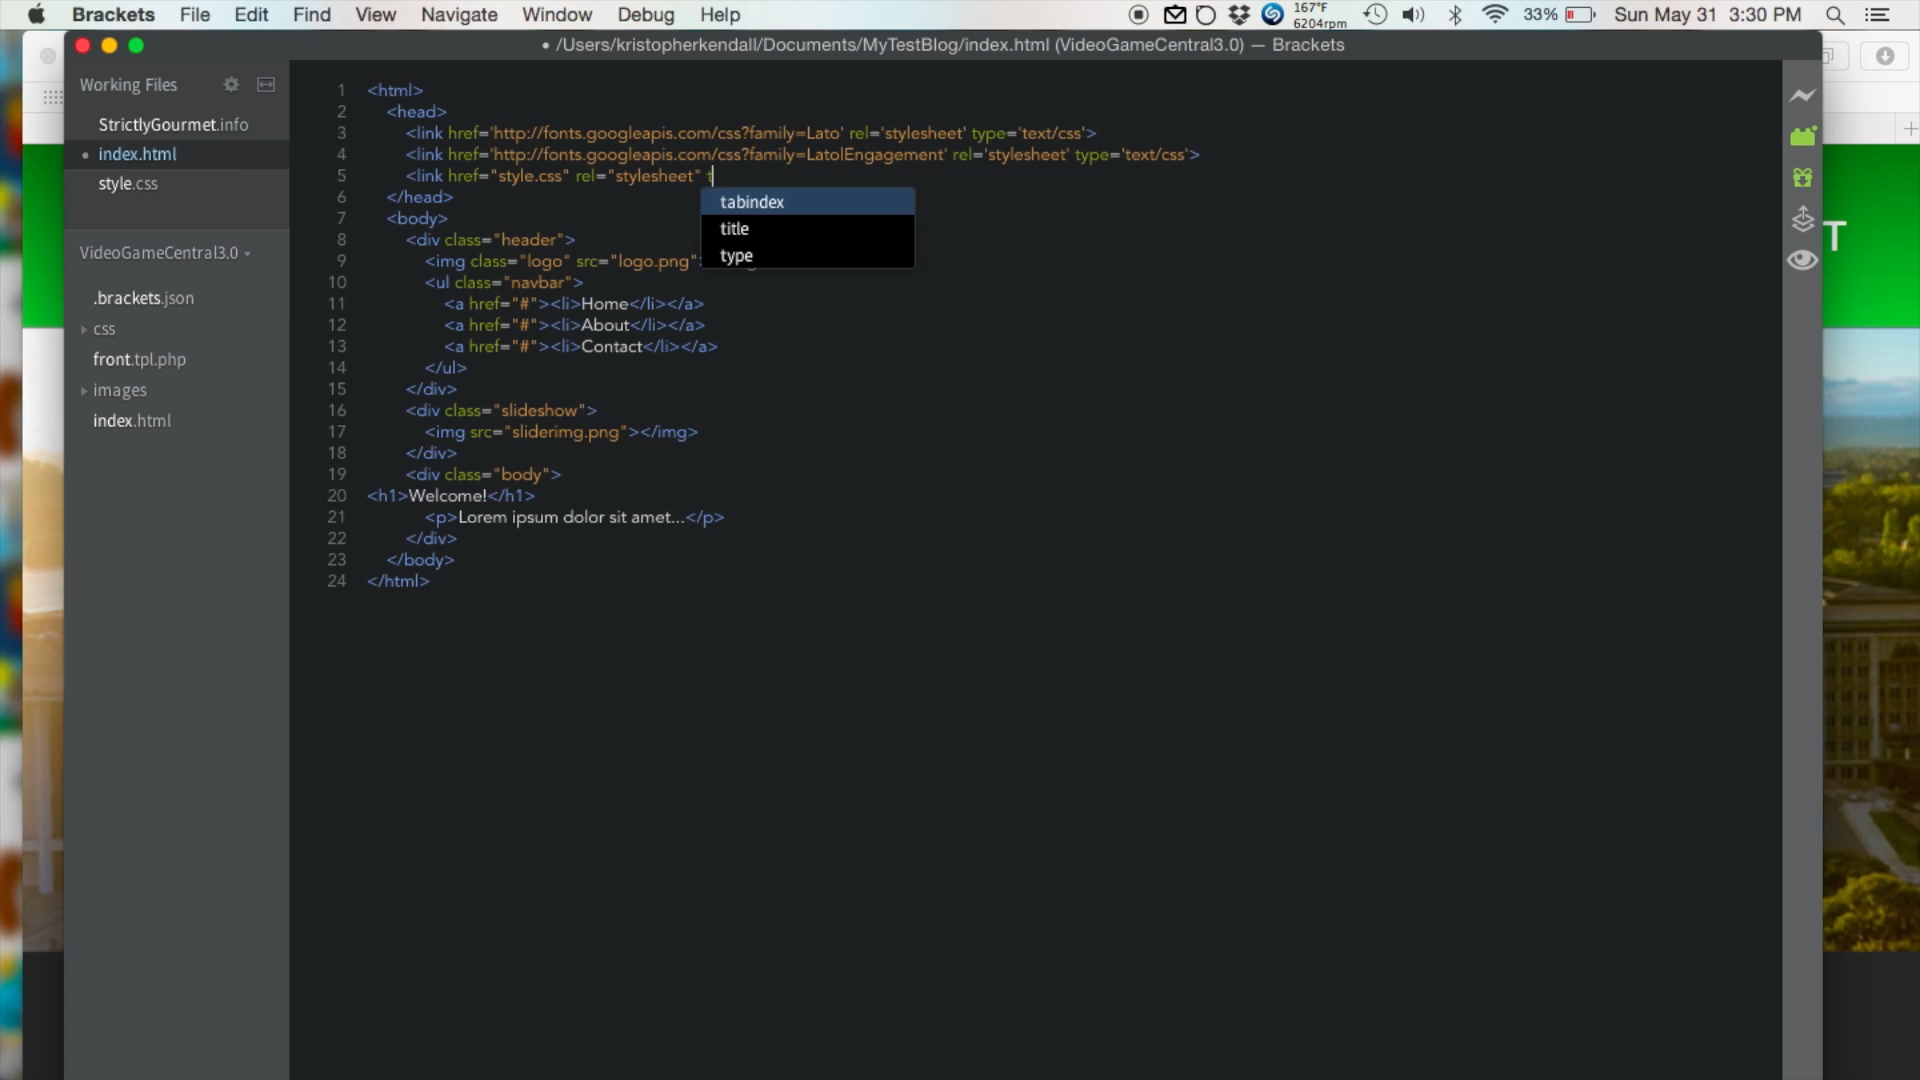 Brackets File Edit Find View Navigate Window Debug Help 167°F 6204rpm 33% Sun May 31 3:30 PM
• /Users/kristopherkendall/Documents/MyTestBlog/index.html (VideoGameCentral3.0) — Brackets
Working Files
StrictlyGourmet.info
index.html
style.css
VideoGameCentral3.0
.brackets.json
css
front.tpl.php
images
index.html
1 <html>
2 <head>
3 <link href='http://fonts.googleapis.com/css?family=Lato' rel='stylesheet' type='text/css'>
4 <link href='http://fonts.googleapis.com/css?family=Lato|Engagement' rel='stylesheet' type='text/css'>
5 <link href="style.css" rel="stylesheet" t
6 </head>
7 <body>
8 <div class="header">
9 <img class="logo" src="logo.png">
10 <ul class="navbar">
11 <a href="#"><li>Home</li></a>
12 <a href="#"><li>About</li></a>
13 <a href="#"><li>Contact</li></a>
14 </ul>
15 </div>
16 <div class="slideshow">
17 <img src="sliderimg.png"></img>
18 </div>
19 <div class="body">
20 <h1>Welcome!</h1>
21 <p>Lorem ipsum dolor sit amet...</p>
22 </div>
23 </body>
24 </html>
tabindex
title
type
T